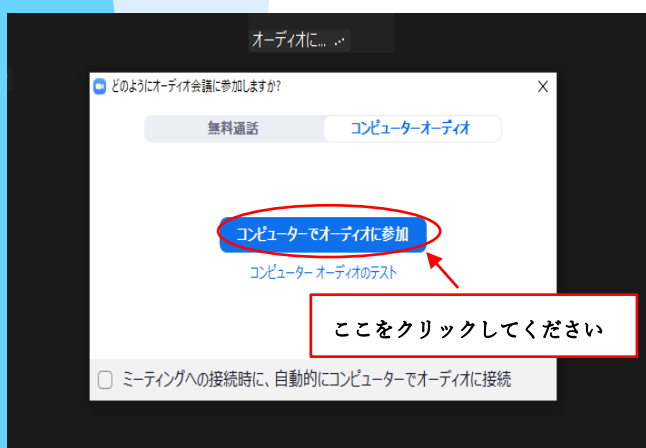 オーディオに...
どのようにオーディオ会議に参加しますか?
無料通話 コンピューターオーディオ
コンピューターでオーディオに参加
コンピューター オーディオのテスト
ここをクリックしてください
ミーティングへの接続時に、自動的にコンピューターでオーディオに接続